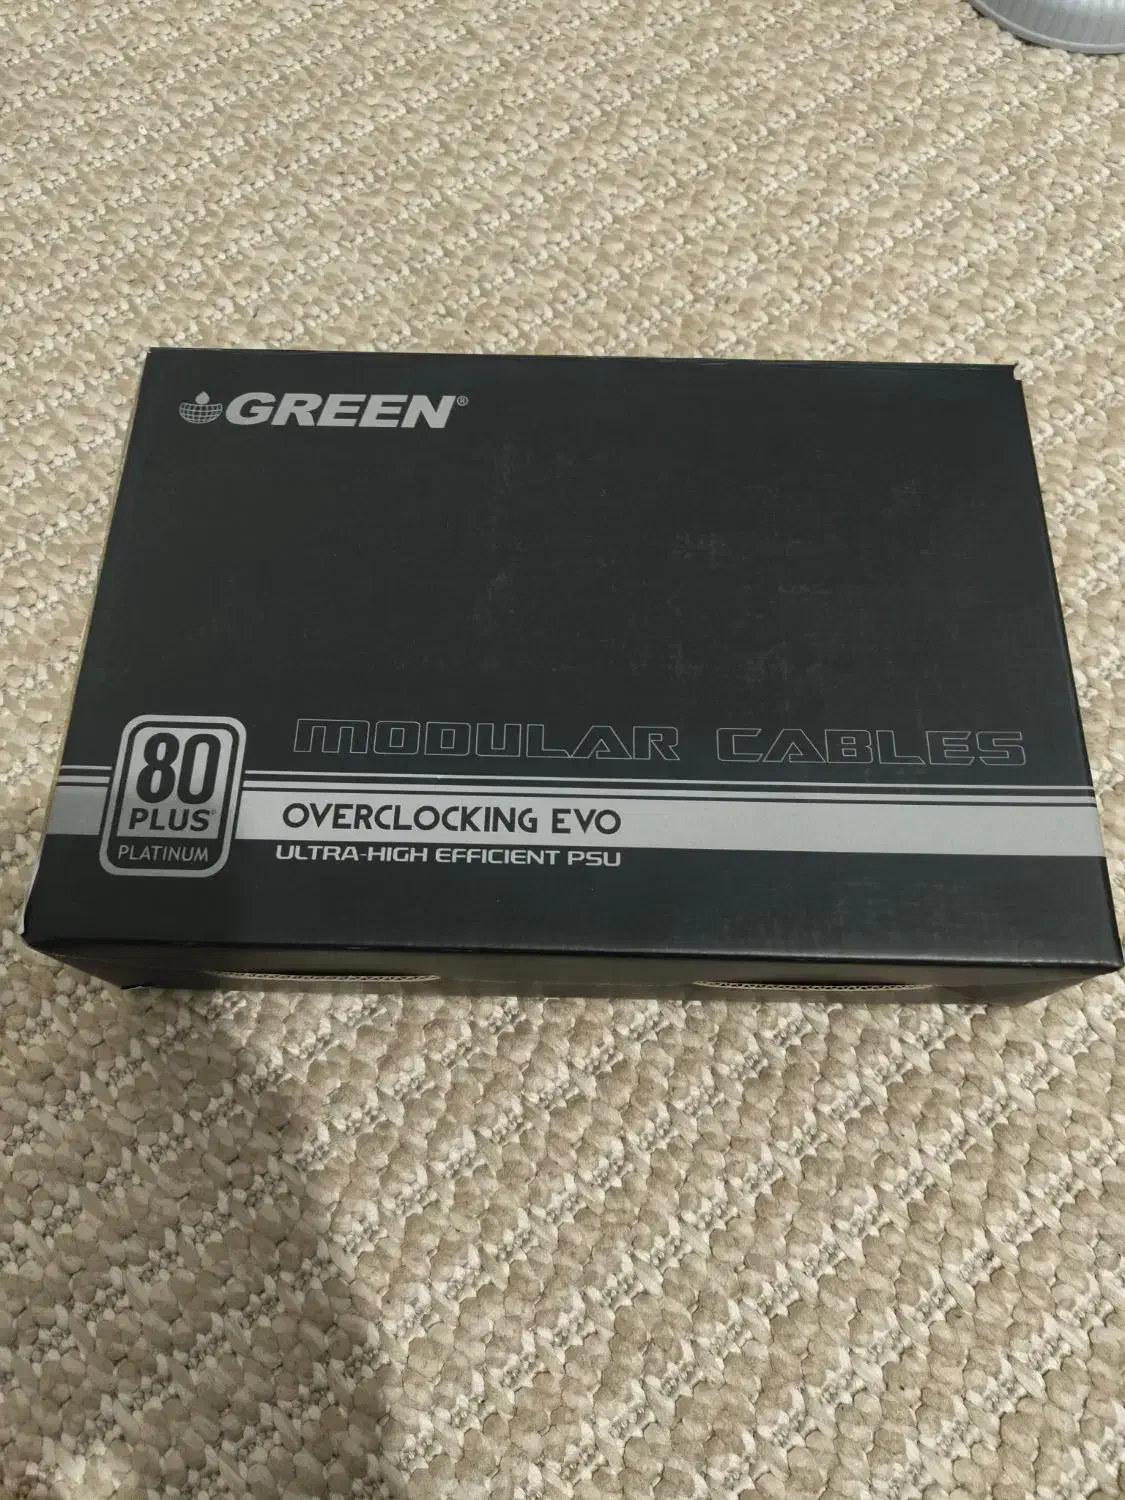 GREEN®
MODULAR CABLES
80
PLUS®
PLATINUM
OVERCLOCKING EVO
ULTRA-HIGH EFFICIENT PSU